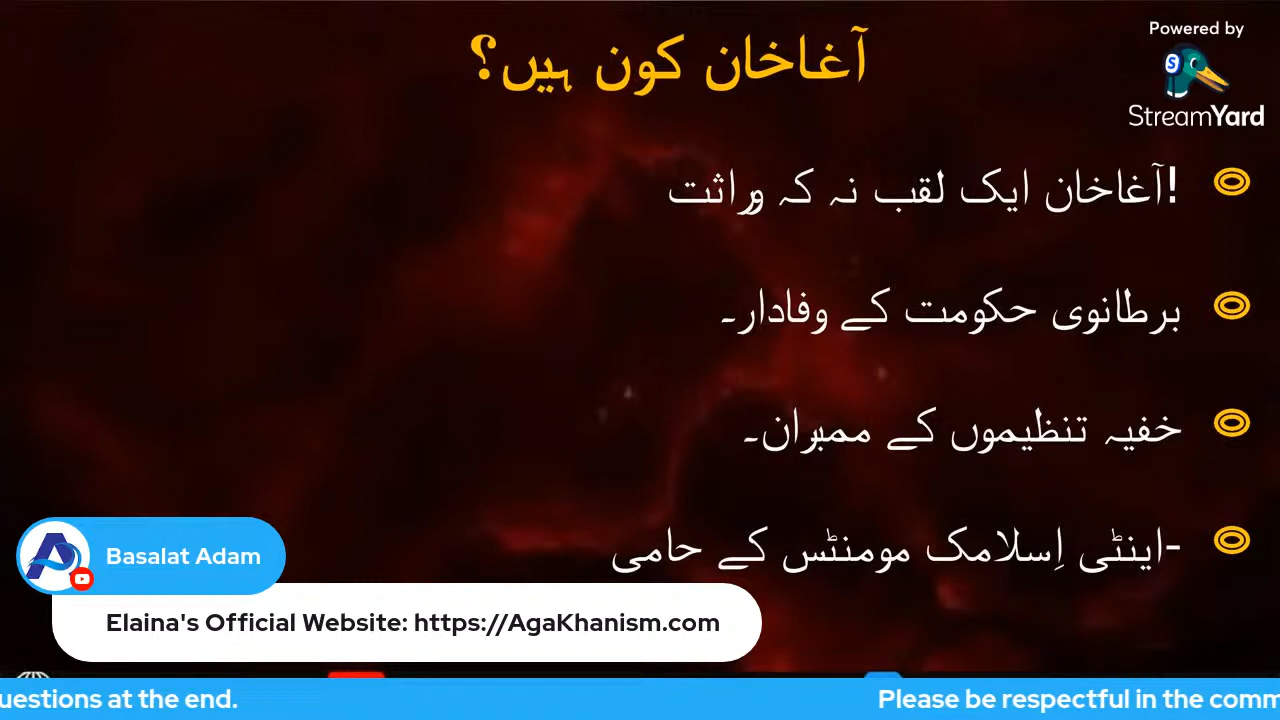 آغاخان کون ہیں؟
Powered by
StreamYard
آغاخان ایک لقب نہ کہ وراثت!
برطانوی حکومت کے وفادار۔
خفیہ تنظیموں کے ممبران۔
-اینٹی اِسلامک مومنٹس کے حامی
Basalat Adam
Elaina's Official Website: https://AgaKhanism.com
uestions at the end. Please be respectful in the comm